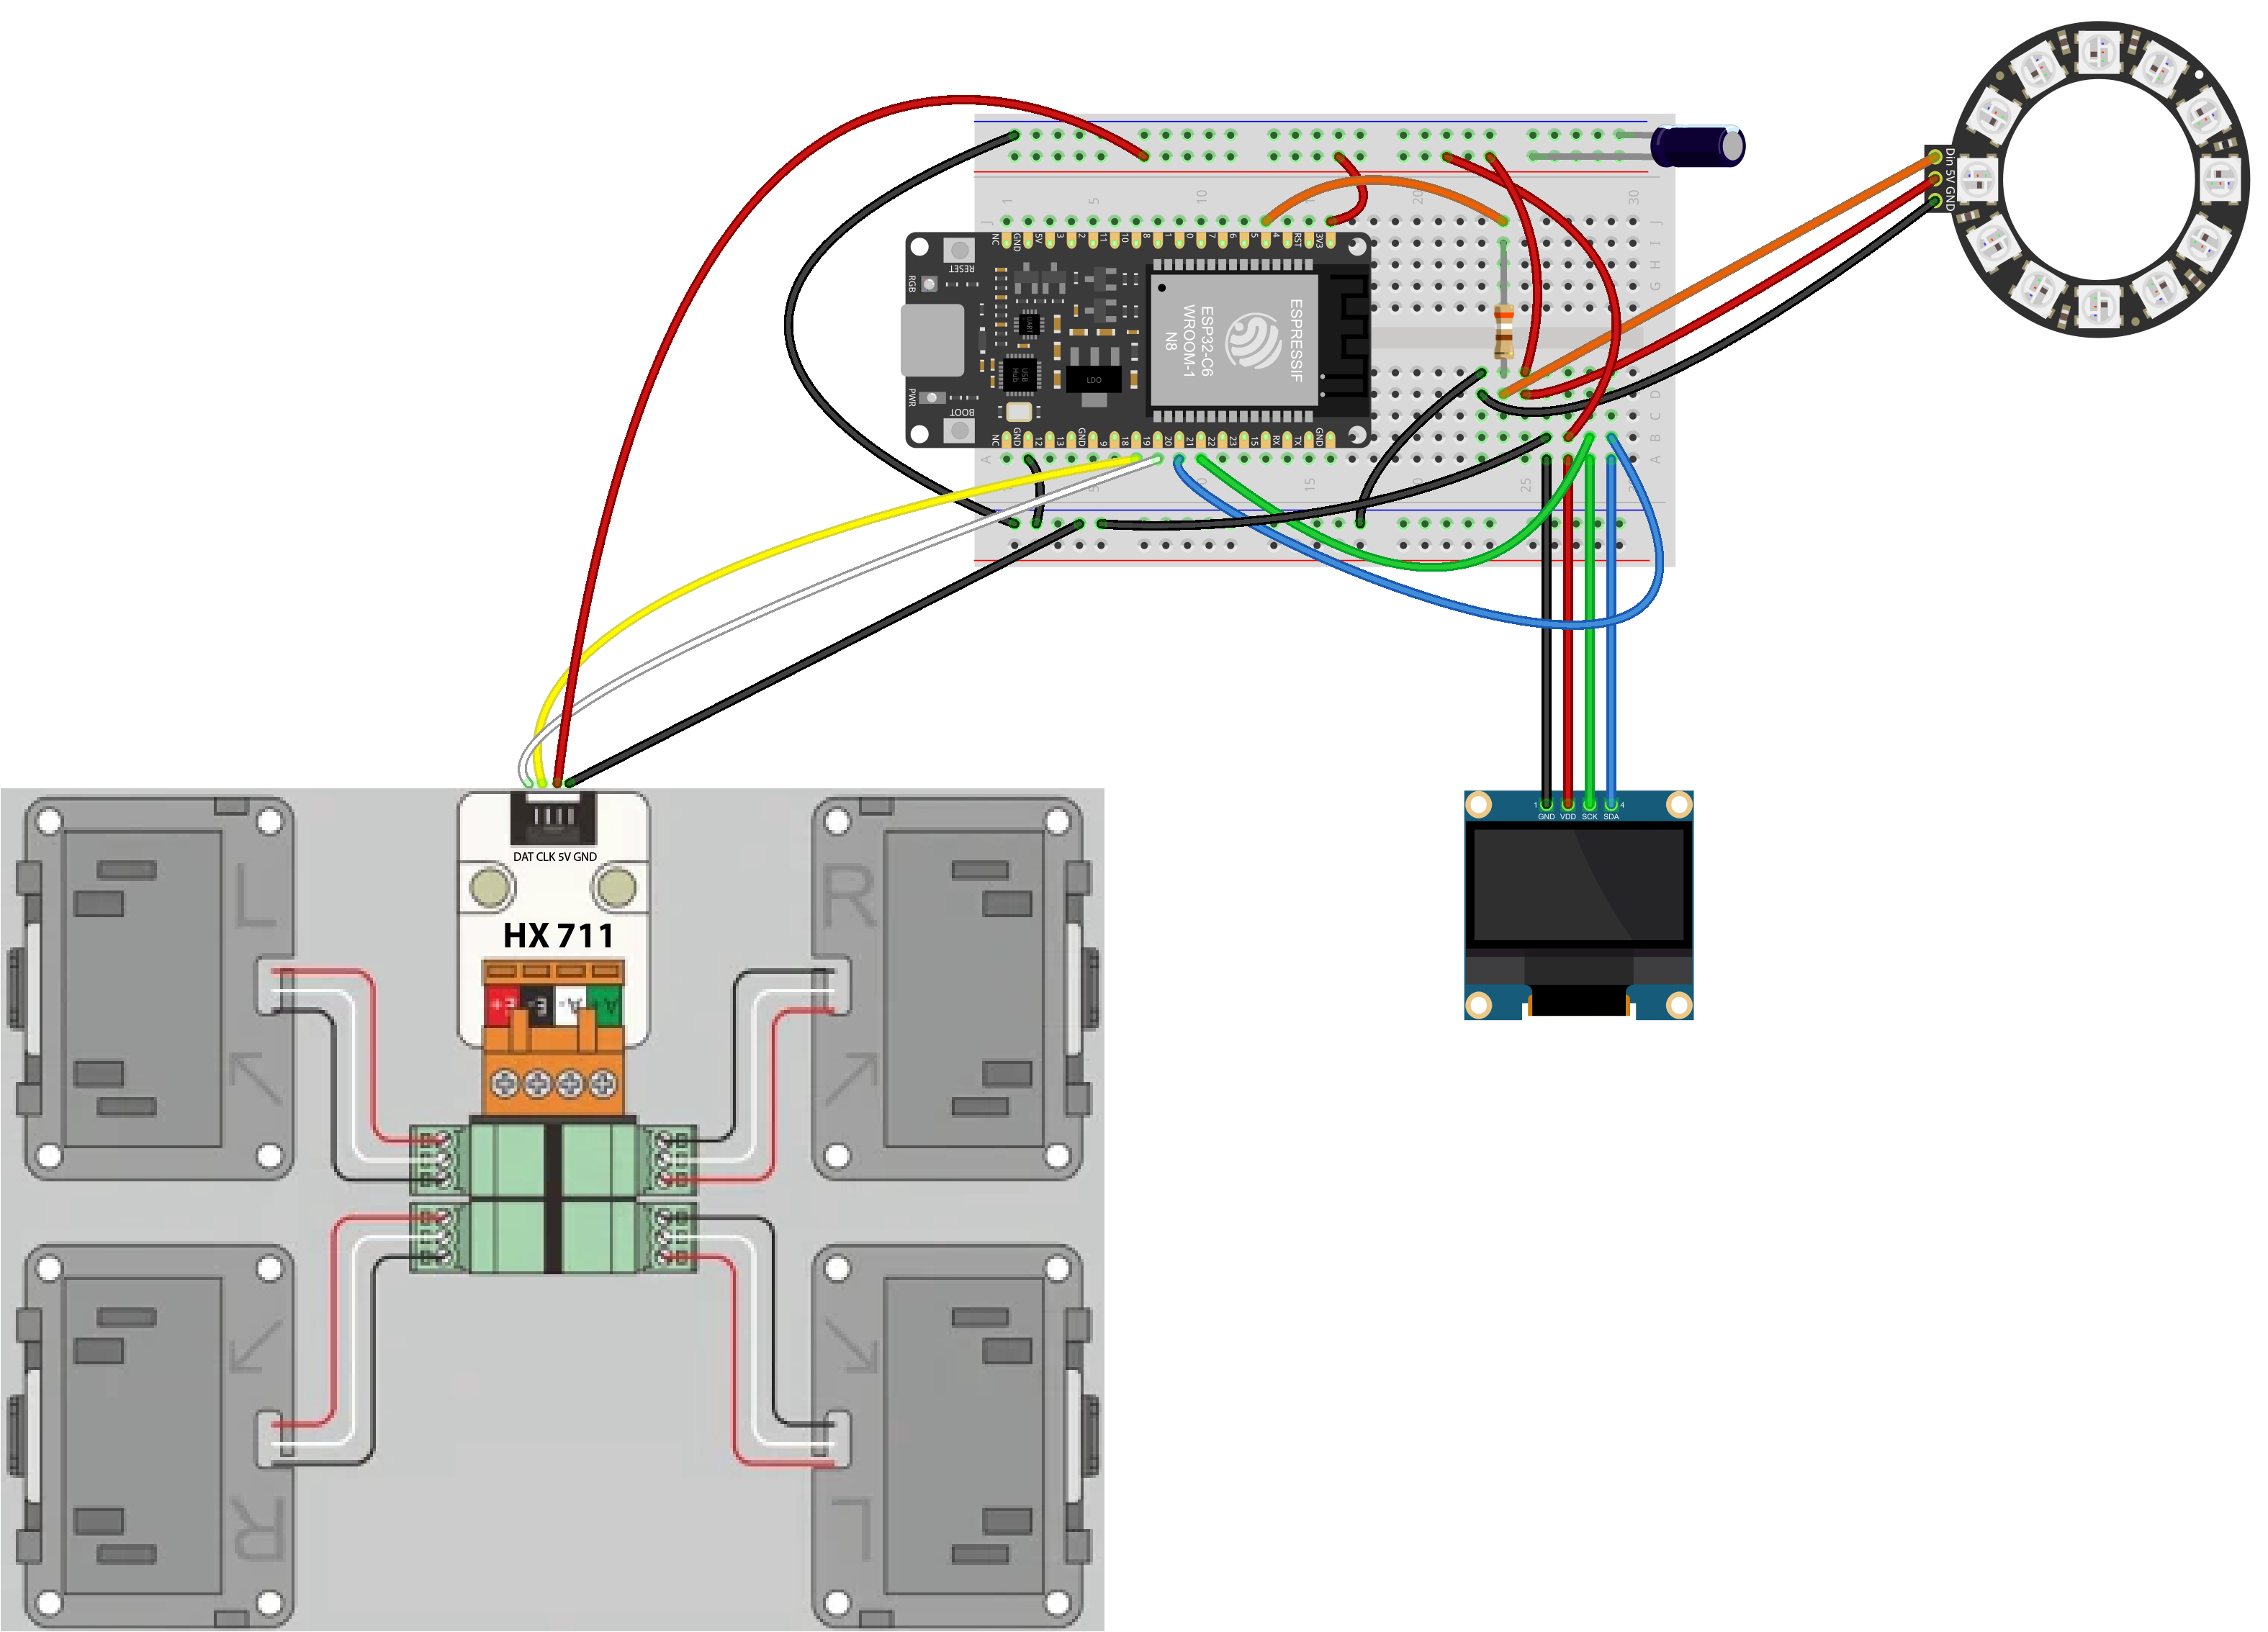 Din 5V GND
1 5 10 15 20 25 30
J
I
H
G
NC GND 5V 3 2 11 10 8 1 0 7 6 5 4 RST 3V3
RESET
RGB
UART
USB
Hub
LDO
PWR
BOOT
ESPRESSIF
ESP32-C6
WROOM-1
N8
NC GND 12 13 GND 9 18 19 20 21 22 23 15 RX TX GND
D
C
B
A A
5 15 25
1 4
GND VDD SCK SDA
DAT CLK 5V GND
HX 711
E+ E- A- A+
L
R
R
L